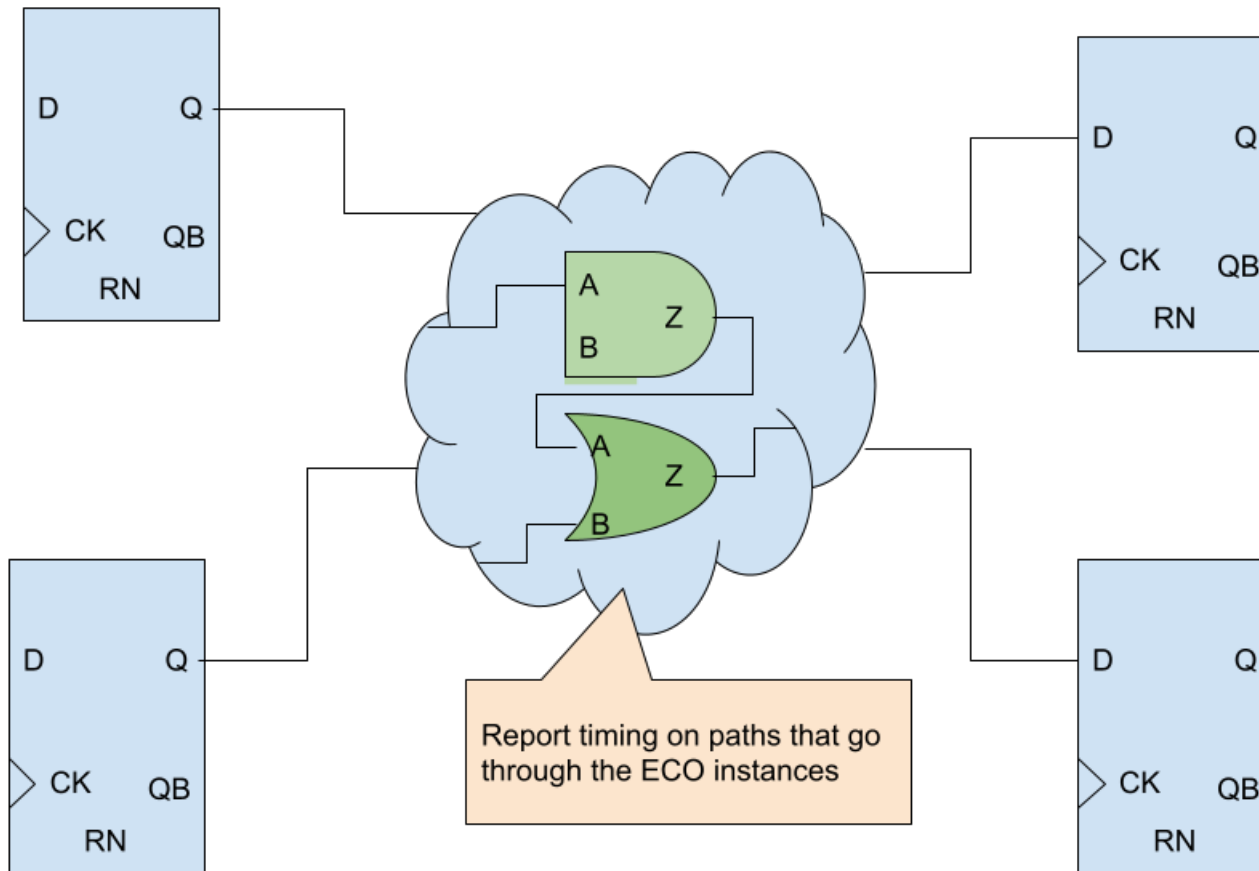 D
Q
CK
QB
RN
D
Q
CK
QB
RN
A
Z
B
A
Z
B
D
Q
CK
QB
RN
D
Q
CK
QB
RN
Report timing on paths that go
through the ECO instances